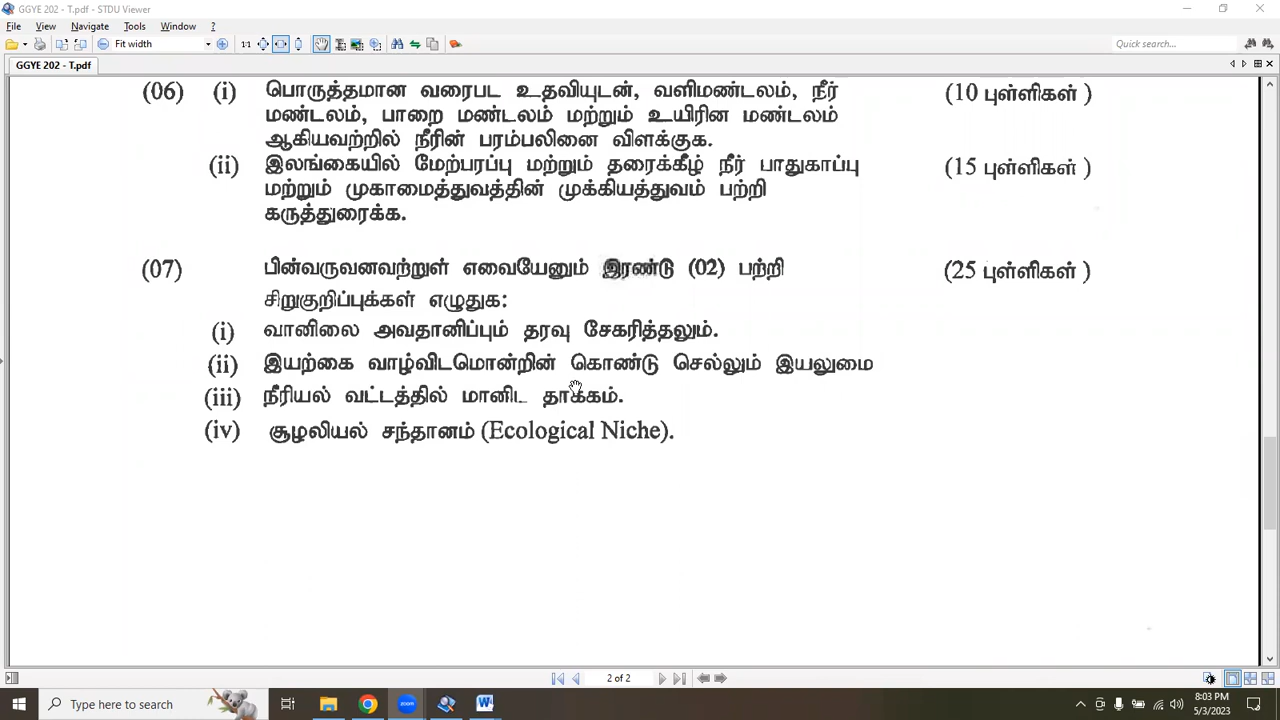 GGYE 202 - T.pdf - STDU Viewer
File View Navigate Tools Window ?
Fit width 1:1 Quick search...
GGYE 202 - T.pdf
(06) (i) பொருத்தமான வரைபட உதவியுடன், வளிமண்டலம், நீர் (10 புள்ளிகள் )
மண்டலம், பாறை மண்டலம் மற்றும் உயிரின மண்டலம்
ஆகியவற்றில் நீரின் பரம்பலினை விளக்குக.
(ii) இலங்கையில் மேற்பரப்பு மற்றும் தரைக்கீழ் நீர் பாதுகாப்பு (15 புள்ளிகள் )
மற்றும் முகாமைத்துவத்தின் முக்கியத்துவம் பற்றி
கருத்துரைக்க.
(07) பின்வருவனவற்றுள் எவையேனும் இரண்டு (02) பற்றி (25 புள்ளிகள் )
சிறுகுறிப்புக்கள் எழுதுக:
(i) வானிலை அவதானிப்பும் தரவு சேகரித்தலும்.
(ii) இயற்கை வாழ்விடமொன்றின் கொண்டு செல்லும் இயலுமை
(iii) நீரியல் வட்டத்தில் மானிட தாக்கம்.
(iv) சூழலியல் சந்தானம் (Ecological Niche).
2 of 2
Type here to search
zoom
8:03 PM
5/3/2023